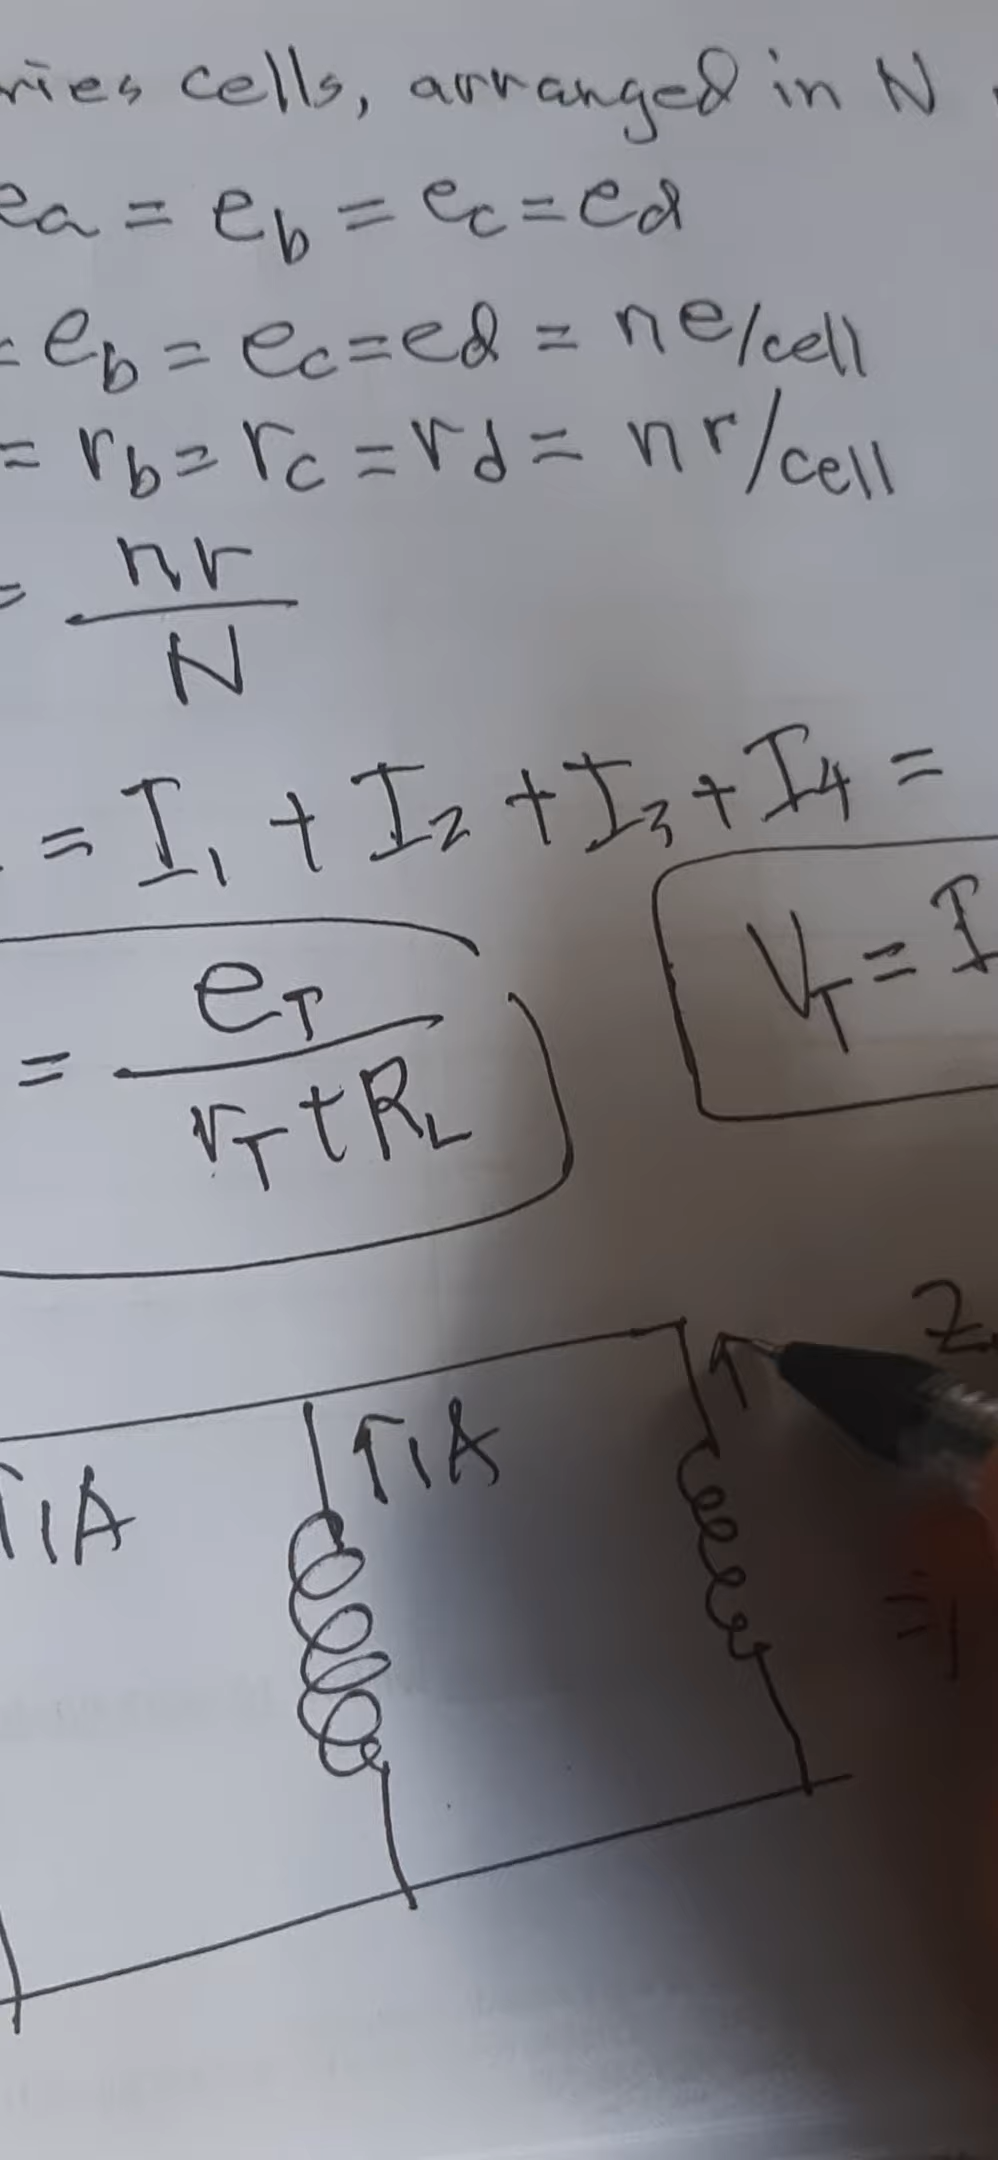 ries cells, arranged in N
ea = eb = ec = ed
= eb = ec = ed = ne/cell
= rb = rc = rd = nr/cell
= nr/N
= I1 + I2 + I3 + I4 =
= eT/(rT + RL)
VT = I
↑1A
↑1A
↑